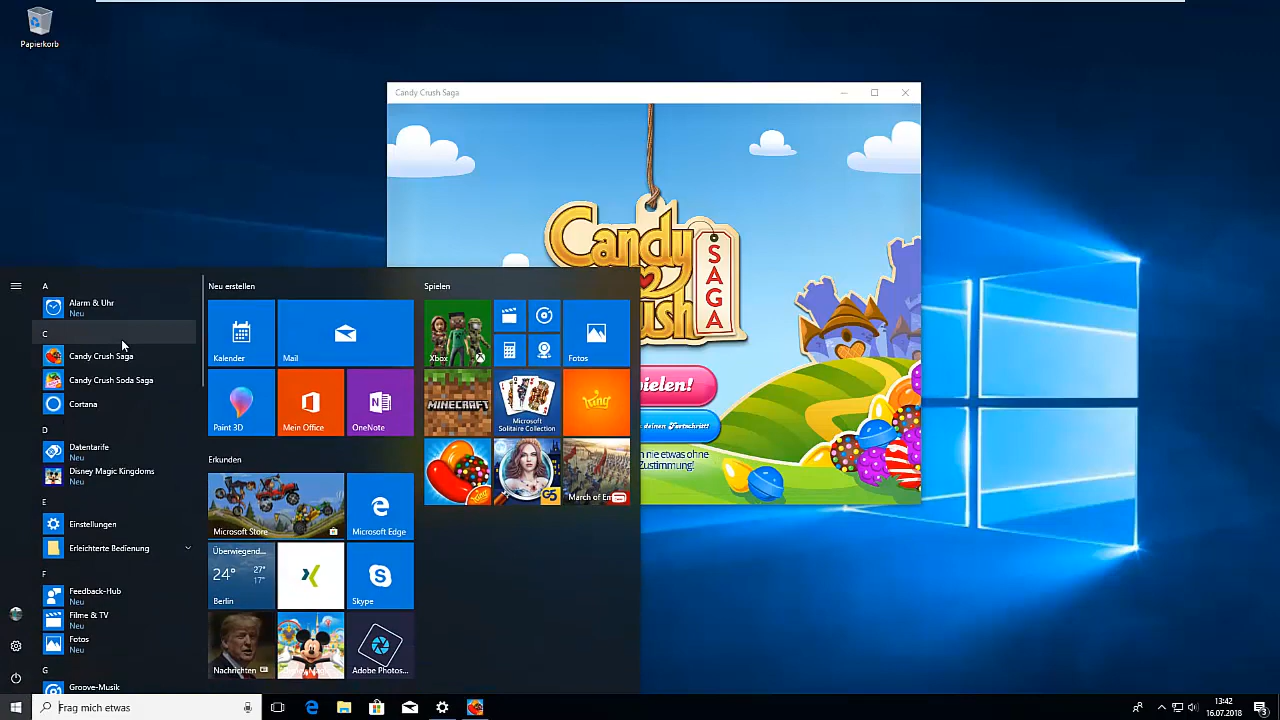 Papierkorb
Candy Crush Saga
Candy
Crush
SAGA
Spielen!
deinen Fortschritt!
nie etwas ohne
Zustimmung!
A
Alarm & Uhr
Neu
C
Candy Crush Saga
Candy Crush Soda Saga
Cortana
D
Datentarife
Neu
Disney Magic Kingdoms
Neu
E
Einstellungen
Erleichterte Bedienung
F
Feedback-Hub
Neu
Filme & TV
Neu
Fotos
Neu
G
Groove-Musik
Neu erstellen
Kalender
Mail
Paint 3D
Mein Office
OneNote
Erkunden
Microsoft Store
Microsoft Edge
Überwiegend...
24°
27°
17°
Berlin
Skype
Nachrichten
Adobe Photos...
Spielen
Xbox
Fotos
MINECRAFT
Microsoft
Solitaire Collection
King
G5
March of Em
Frag mich etwas
13:42
16.07.2018
3